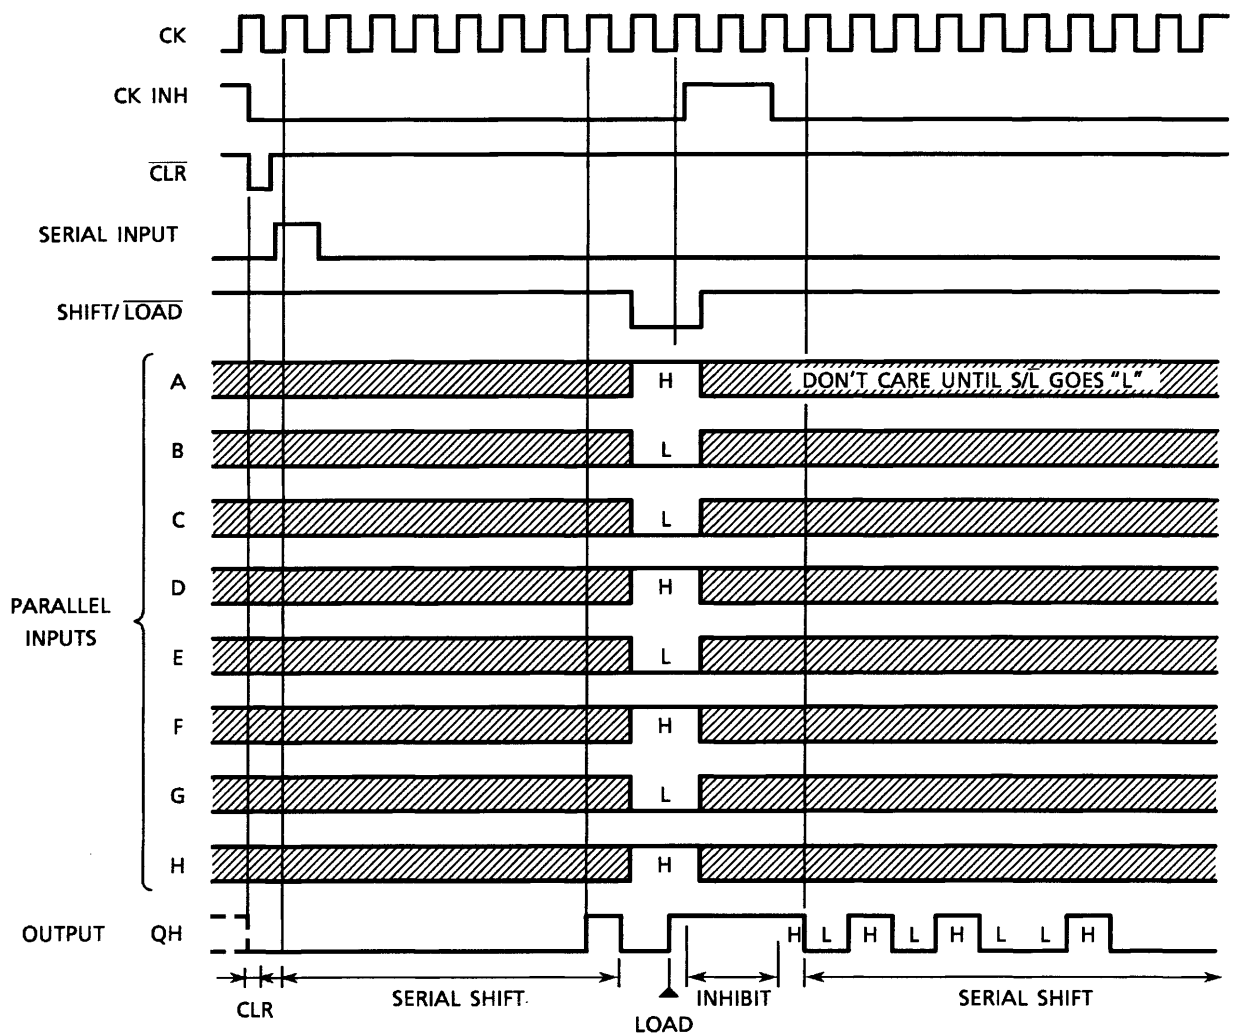 CK
CK INH
CLR
SERIAL INPUT
SHIFT/LOAD
PARALLEL
INPUTS
A H DON'T CARE UNTIL S/L GOES "L"
B L
C L
D H
E L
F H
G L
H H
OUTPUT QH H L H L H L L H
CLR SERIAL SHIFT LOAD INHIBIT SERIAL SHIFT